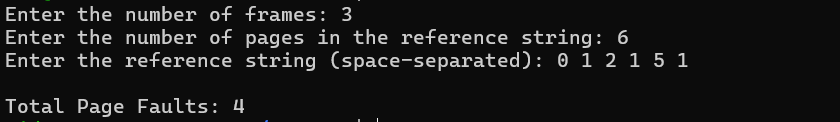 Enter the number of frames: 3
Enter the number of pages in the reference string: 6
Enter the reference string (space-separated): 0 1 2 1 5 1
Total Page Faults: 4